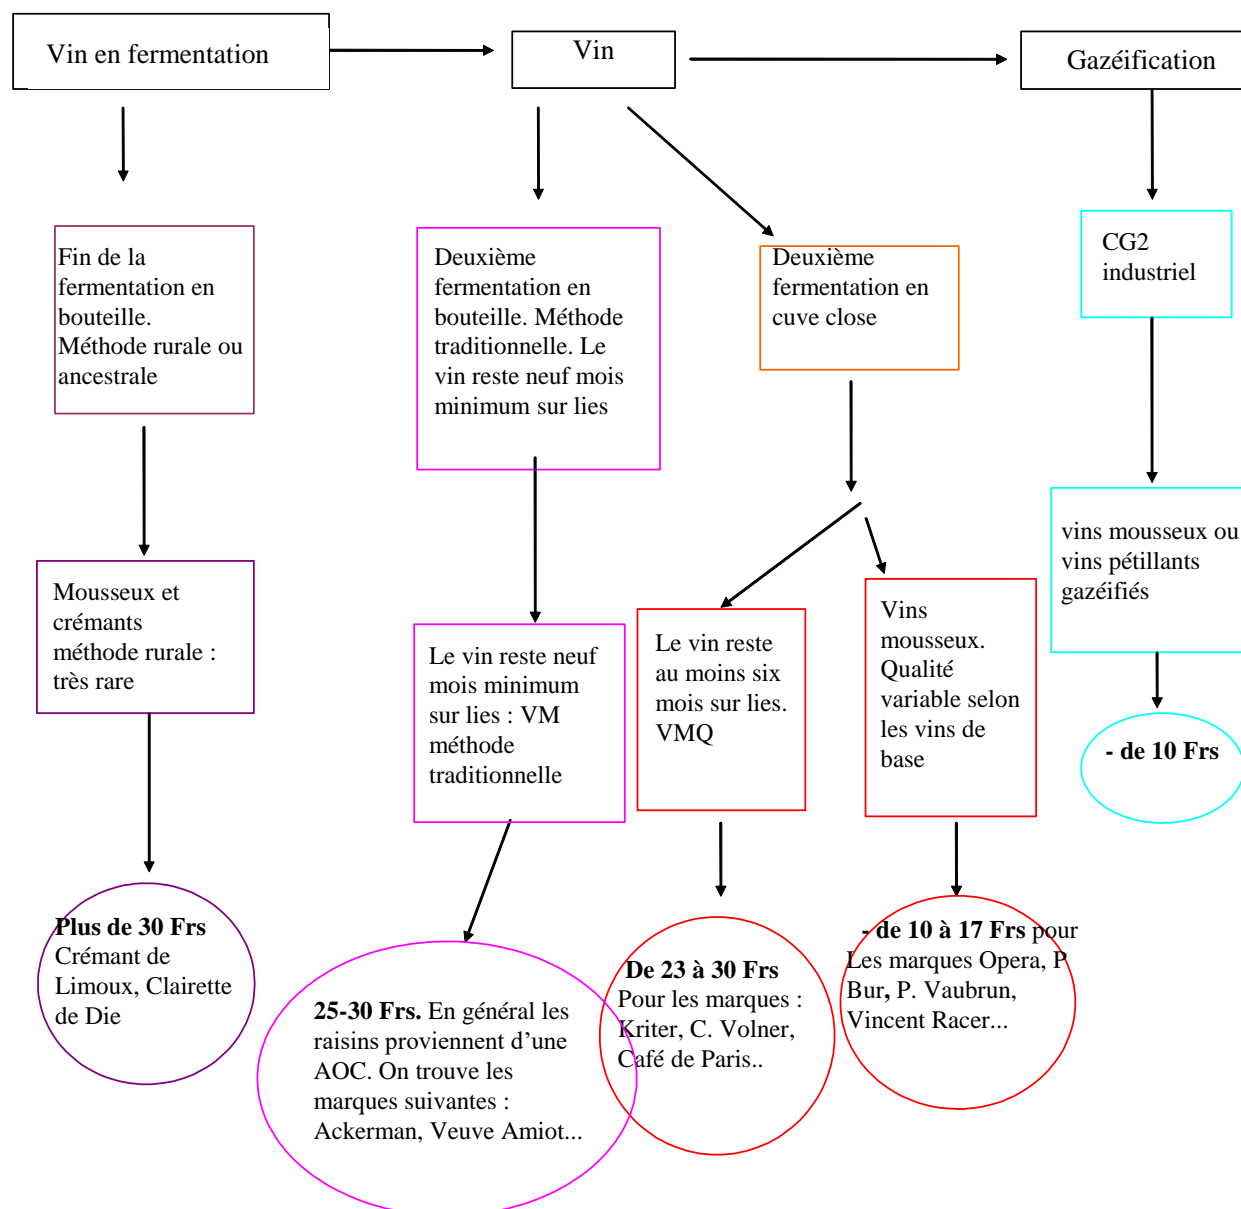 Vin en fermentation
Vin
Gazéification
Fin de la
fermentation en
bouteille.
Méthode rurale ou
ancestrale
Deuxième
fermentation en
bouteille. Méthode
traditionnelle. Le
vin reste neuf mois
minimum sur lies
Deuxième
fermentation en
cuve close
CG2
industriel
Mousseux et
crémants
méthode rurale :
très rare
Le vin reste neuf
mois minimum
sur lies : VM
méthode
traditionnelle
Le vin reste
au moins six
mois sur lies.
VMQ
Vins
mousseux.
Qualité
variable selon
les vins de
base
vins mousseux ou
vins pétillants
gazéifiés
- de 10 Frs
Plus de 30 Frs
Crémant de
Limoux, Clairette
de Die
25-30 Frs. En général les
raisins proviennent d’une
AOC. On trouve les
marques suivantes :
Ackerman, Veuve Amiot...
De 23 à 30 Frs
Pour les marques :
Kriter, C. Volner,
Café de Paris..
- de 10 à 17 Frs pour
Les marques Opera, P
Bur, P. Vaubrun,
Vincent Racer...